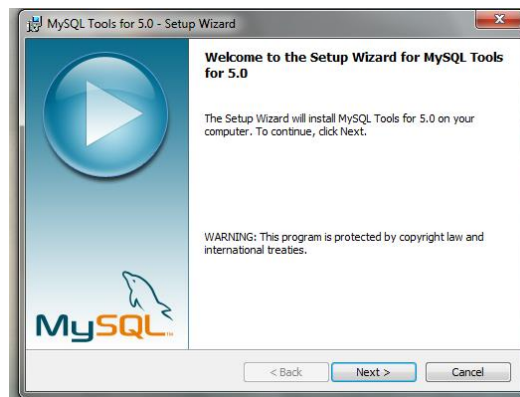 MySQL Tools for 5.0 - Setup Wizard
Welcome to the Setup Wizard for MySQL Tools
for 5.0
The Setup Wizard will install MySQL Tools for 5.0 on your
computer. To continue, click Next.
WARNING: This program is protected by copyright law and
international treaties.
MySQL
< Back
Next >
Cancel